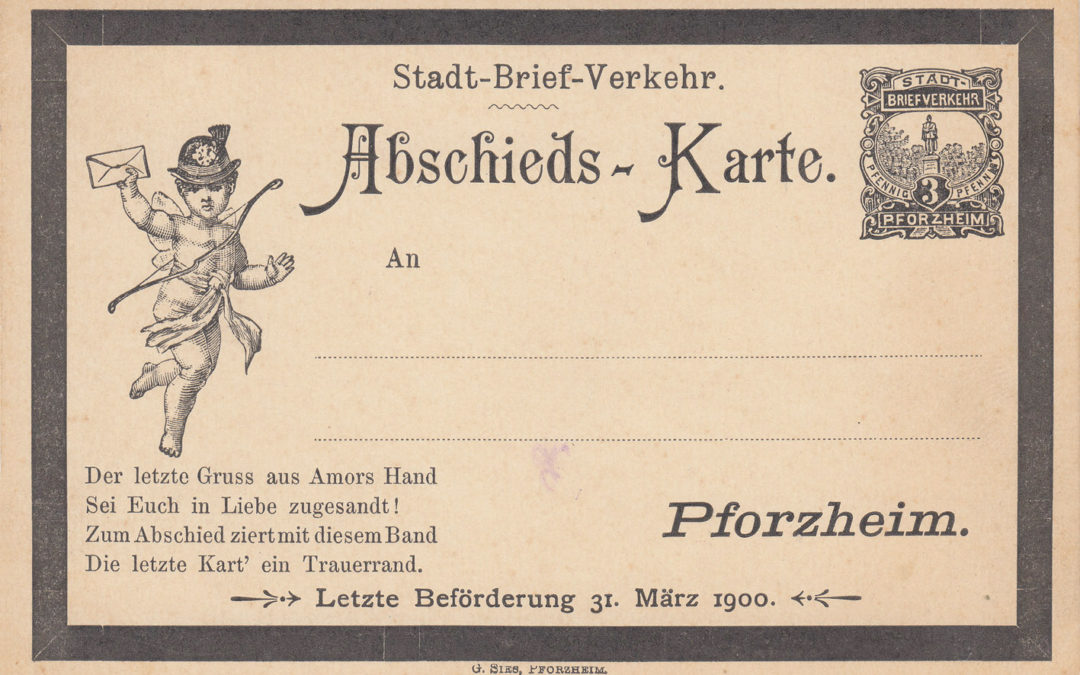 Stadt-Brief-Verkehr.
Abschieds-Karte.
STADT-
BRIEFVERKEHR
PFENNIG 3 PFENNIG
PFORZHEIM
An
Der letzte Gruss aus Amors Hand
Sei Euch in Liebe zugesandt!
Zum Abschied ziert mit diesem Band
Die letzte Kart' ein Trauerrand.
Pforzheim.
Letzte Beförderung 31. März 1900.
G. Sies, Pforzheim.